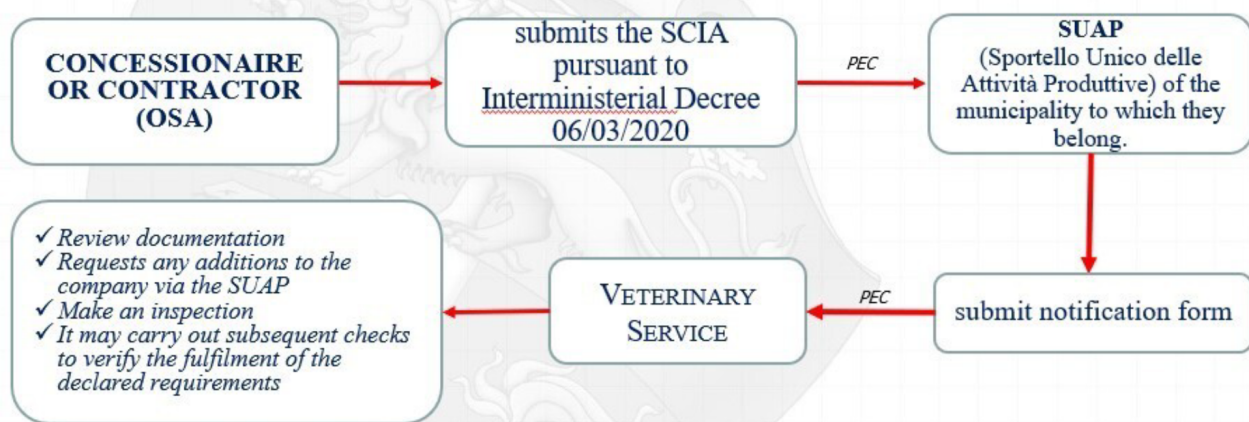 CONCESSIONAIRE
OR CONTRACTOR
(OSA)
submits the SCIA
pursuant to
Interministerial Decree
06/03/2020
PEC
SUAP
(Sportello Unico delle
Attività Produttive) of the
municipality to which they
belong.
submit notification form
PEC
VETERINARY
SERVICE
✓ Review documentation
✓ Requests any additions to the
company via the SUAP
✓ Make an inspection
✓ It may carry out subsequent checks
to verify the fulfilment of the
declared requirements